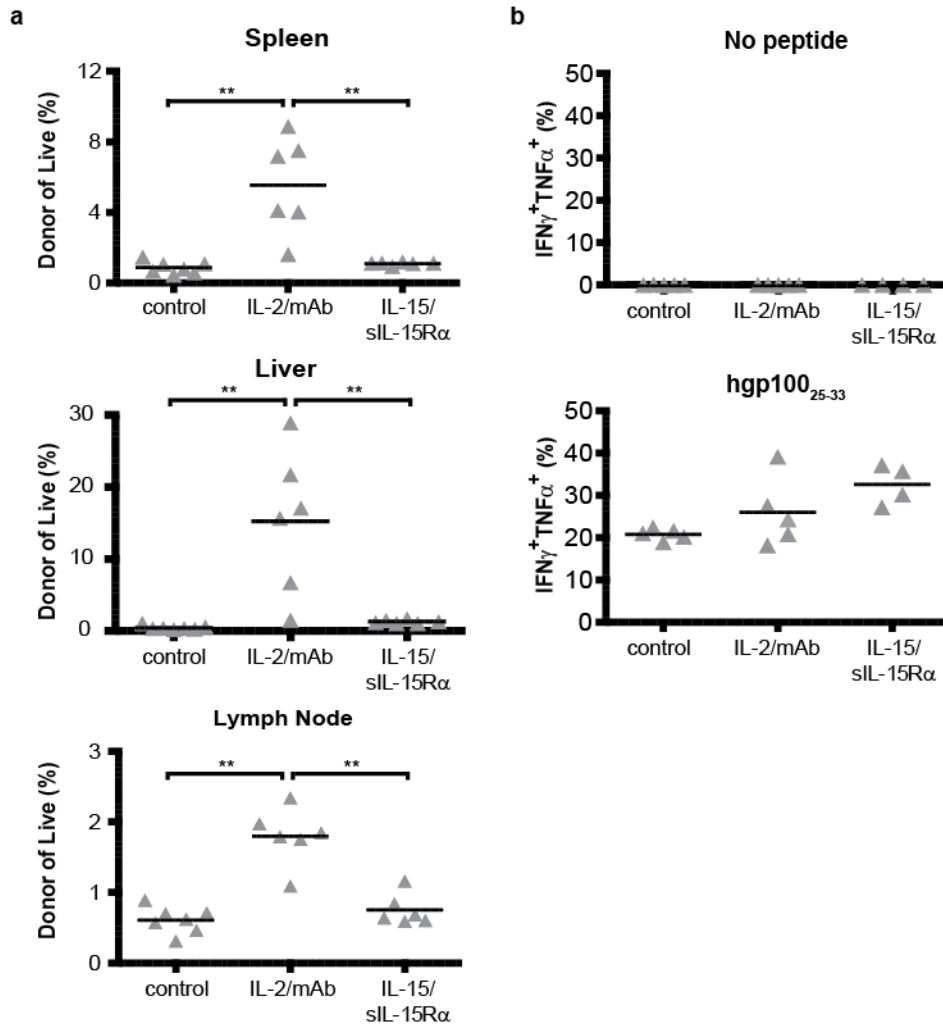 a
Spleen
Donor of Live (%)
12
8
4
0
**
**
control
IL-2/mAb
IL-15/
sIL-15Rα
Liver
Donor of Live (%)
30
20
10
0
**
**
control
IL-2/mAb
IL-15/
sIL-15Rα
Lymph Node
Donor of Live (%)
3
2
1
0
**
**
control
IL-2/mAb
IL-15/
sIL-15Rα
b
No peptide
IFNγ⁺TNFα⁺ (%)
50
40
30
20
10
0
control
IL-2/mAb
IL-15/
sIL-15Rα
hgp100₂₅₋₃₃
IFNγ⁺TNFα⁺ (%)
50
40
30
20
10
0
control
IL-2/mAb
IL-15/
sIL-15Rα